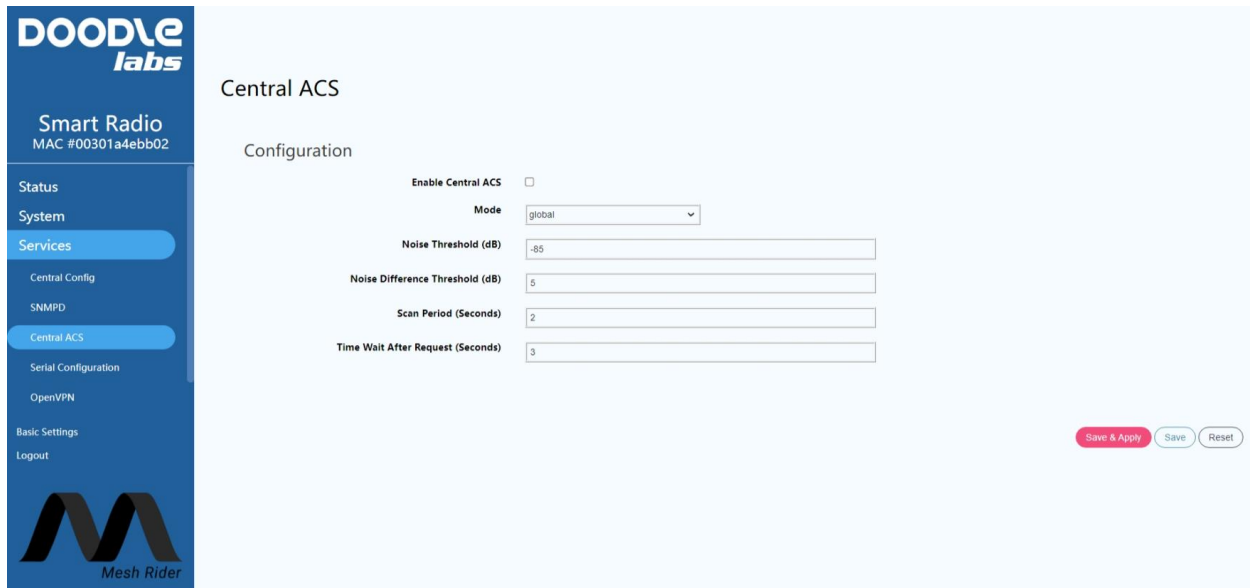 DOODLE
labs
Smart Radio
MAC #00301a4ebb02
Status
System
Services
Central Config
SNMPD
Central ACS
Serial Configuration
OpenVPN
Basic Settings
Logout
Mesh Rider
Central ACS
Configuration
Enable Central ACS
Mode global
Noise Threshold (dB) -85
Noise Difference Threshold (dB) 5
Scan Period (Seconds) 2
Time Wait After Request (Seconds) 3
Save & Apply Save Reset